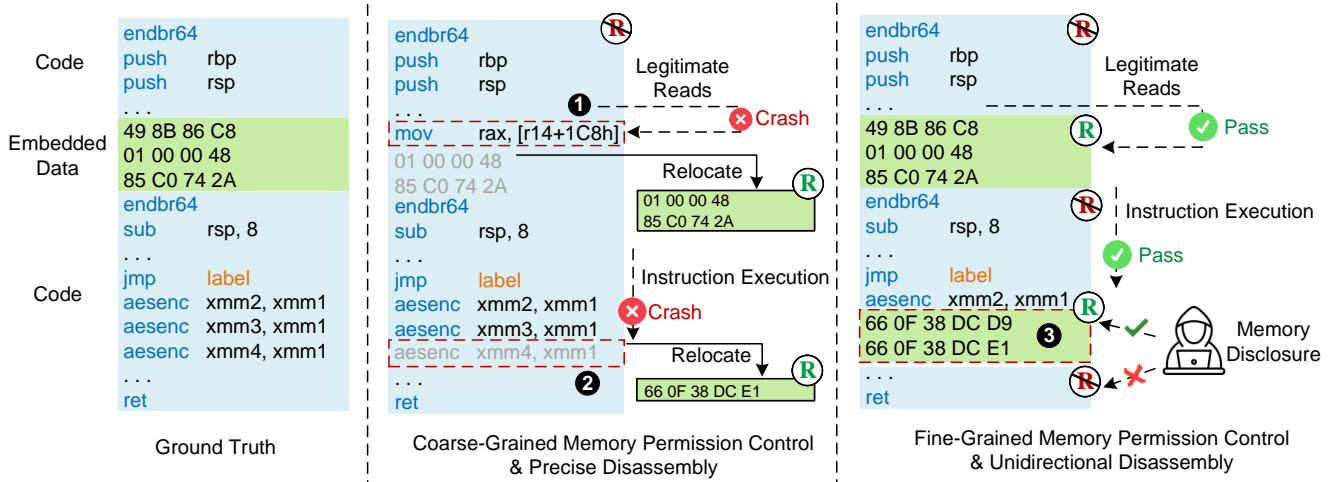 Code
Embedded
Data
Code
endbr64
push rbp
push rsp
. . .
49 8B 86 C8
01 00 00 48
85 C0 74 2A
endbr64
sub rsp, 8
. . .
jmp label
aesenc xmm2, xmm1
aesenc xmm3, xmm1
aesenc xmm4, xmm1
. . .
ret
Ground Truth
endbr64
push rbp
push rsp
. . .
mov rax, [r14+1C8h]
01 00 00 48
85 C0 74 2A
endbr64
sub rsp, 8
. . .
jmp label
aesenc xmm2, xmm1
aesenc xmm3, xmm1
aesenc xmm4, xmm1
. . .
ret
R
Legitimate
Reads
1
Crash
Relocate
R
01 00 00 48
85 C0 74 2A
Instruction Execution
Crash
Relocate
R
2
66 0F 38 DC E1
Coarse-Grained Memory Permission Control
& Precise Disassembly
endbr64
push rbp
push rsp
. . .
49 8B 86 C8
01 00 00 48
85 C0 74 2A
endbr64
sub rsp, 8
. . .
jmp label
aesenc xmm2, xmm1
66 0F 38 DC D9
66 0F 38 DC E1
. . .
ret
R
Legitimate
Reads
R
Pass
R
Instruction Execution
Pass
R
3
Memory
Disclosure
R
Fine-Grained Memory Permission Control
& Unidirectional Disassembly